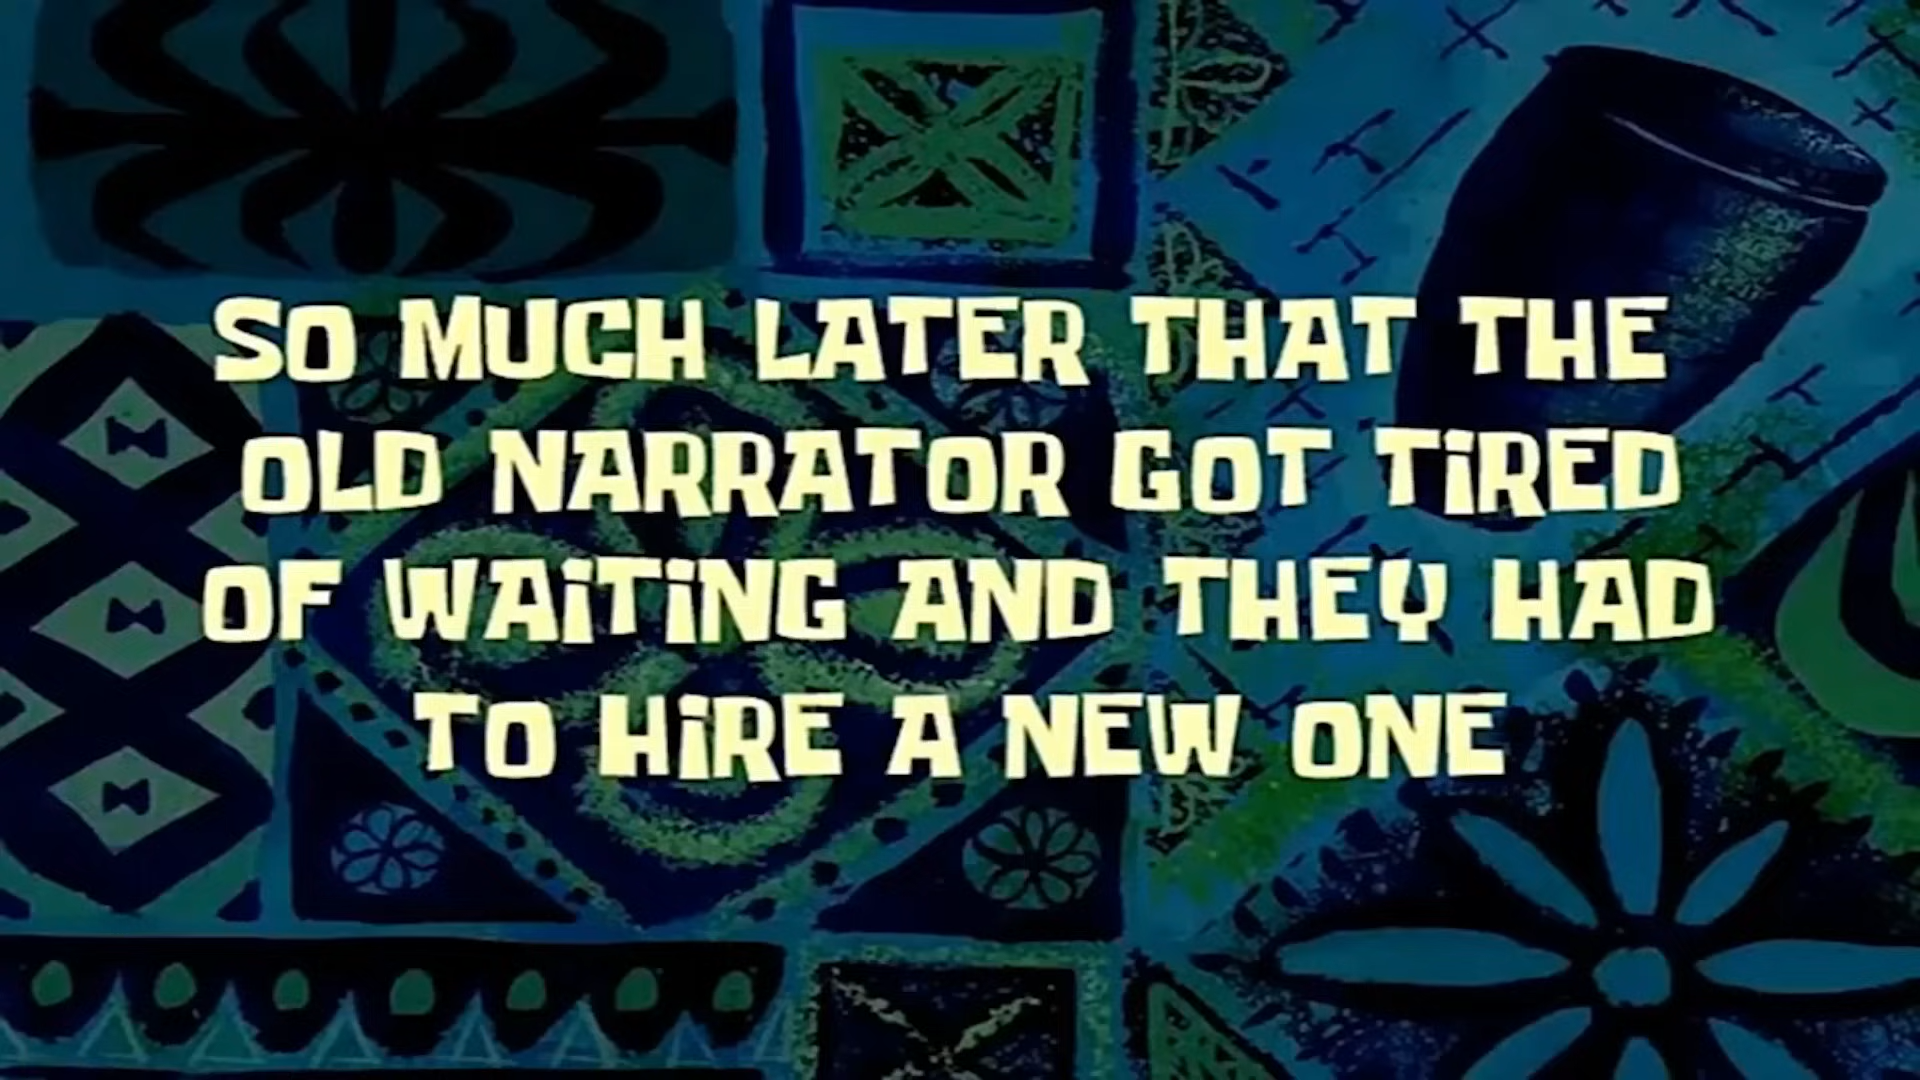 SO MUCH LATER THAT THE
OLD NARRATOR GOT TiRED
OF WAiTiNG AND THEY HAD
TO HiRE A NEW ONE